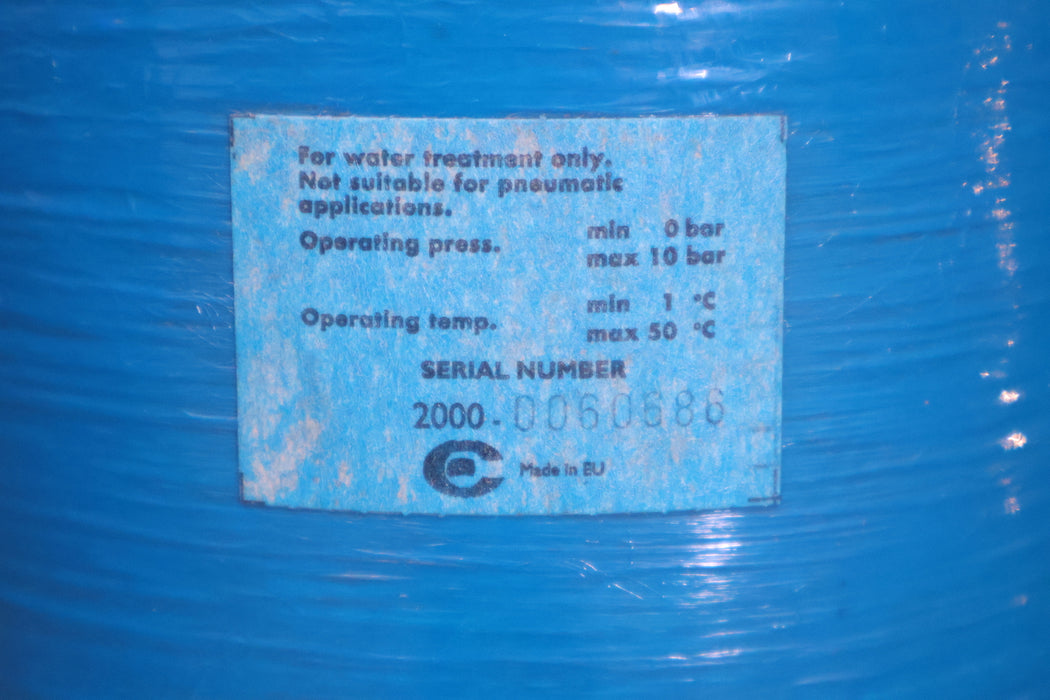 For water treatment only.
Not suitable for pneumatic
applications.
Operating press. min 0 bar
max 10 bar
Operating temp. min 1 °C
max 50 °C
SERIAL NUMBER
2000 - 0060686
Made in EU